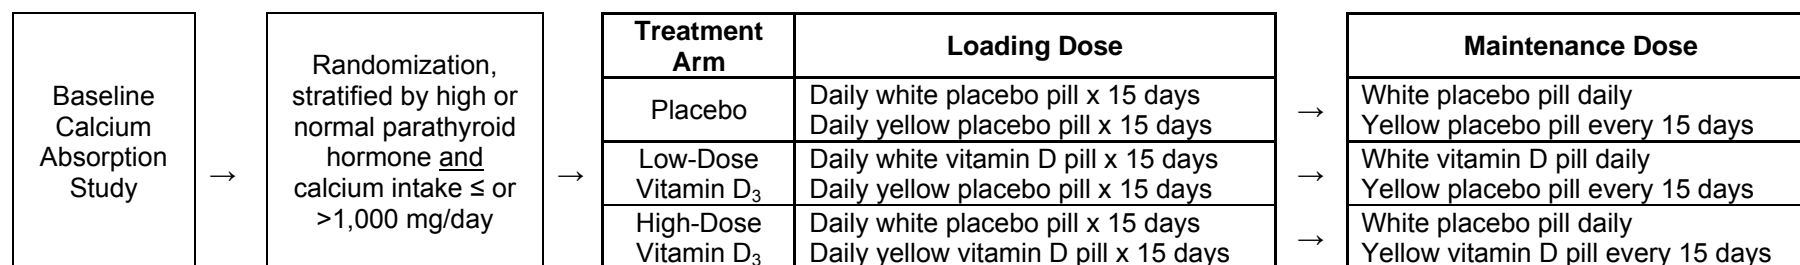 Baseline
Calcium
Absorption
Study
→
Randomization,
stratified by high or
normal parathyroid
hormone and
calcium intake ≤ or
>1,000 mg/day
→
Treatment
Arm
Loading Dose
Maintenance Dose
Placebo
Daily white placebo pill x 15 days
Daily yellow placebo pill x 15 days
→
White placebo pill daily
Yellow placebo pill every 15 days
Low-Dose
Vitamin D₃
Daily white vitamin D pill x 15 days
Daily yellow placebo pill x 15 days
→
White vitamin D pill daily
Yellow placebo pill every 15 days
High-Dose
Vitamin D₃
Daily white placebo pill x 15 days
Daily yellow vitamin D pill x 15 days
→
White placebo pill daily
Yellow vitamin D pill every 15 days